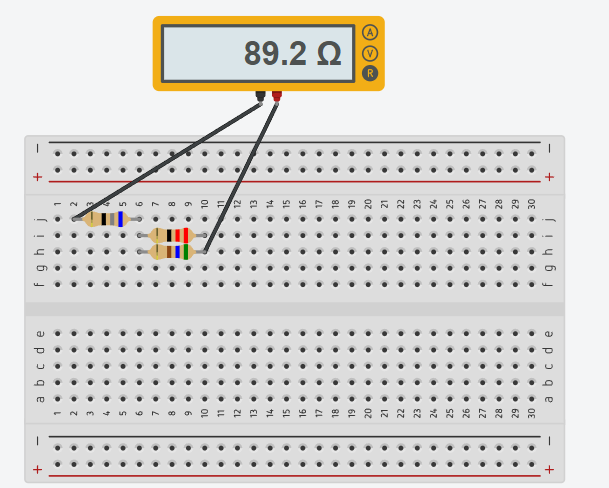 89.2 Ω
A
V
R
− −
+ +
1 2 3 4 5 6 7 8 9 10 11 12 13 14 15 16 17 18 19 20 21 22 23 24 25 26 27 28 29 30
j j
i i
h h
g g
f f
e e
d d
c c
b b
a a
1 2 3 4 5 6 7 8 9 10 11 12 13 14 15 16 17 18 19 20 21 22 23 24 25 26 27 28 29 30
− −
+ +